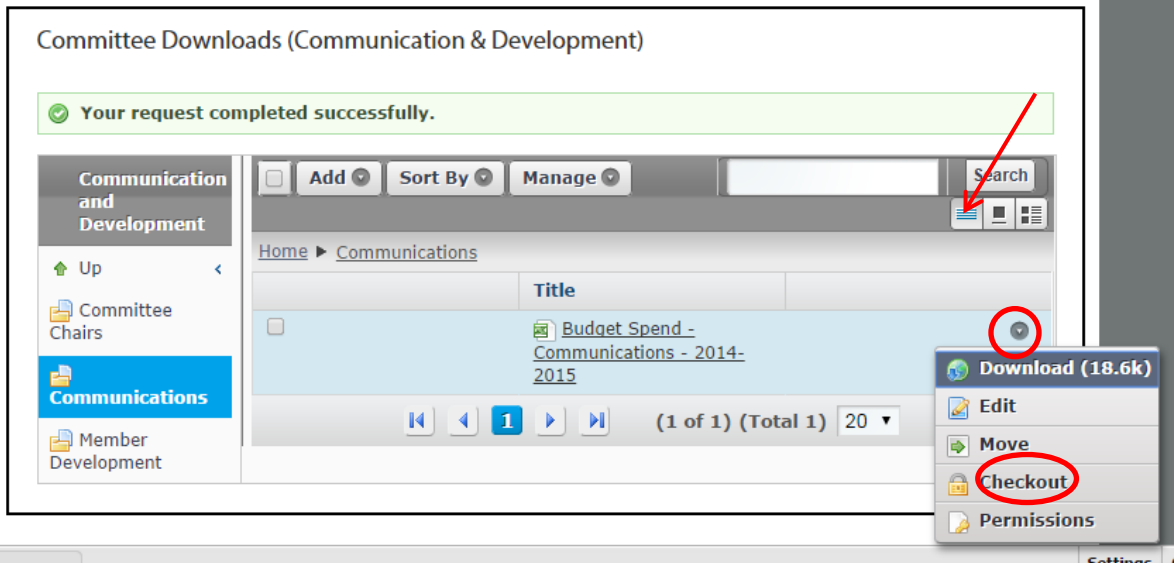 Committee Downloads (Communication & Development)
Your request completed successfully.
Communication
and
Development
Add
Sort By
Manage
Search
Up
Committee
Chairs
Communications
Member
Development
Home
Communications
Title
Budget Spend -
Communications - 2014-
2015
1
(1 of 1) (Total 1)
20
Download (18.6k)
Edit
Move
Checkout
Permissions
Settings